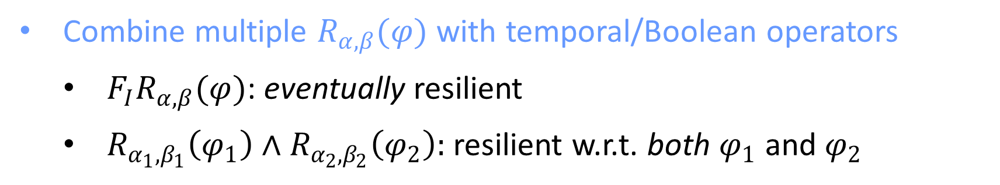 • Combine multiple $R_{\alpha,\beta}(\varphi)$ with temporal/Boolean operators
• $F_I R_{\alpha,\beta}(\varphi)$: eventually resilient
• $R_{\alpha_1,\beta_1}(\varphi_1) \wedge R_{\alpha_2,\beta_2}(\varphi_2)$: resilient w.r.t. both $\varphi_1$ and $\varphi_2$